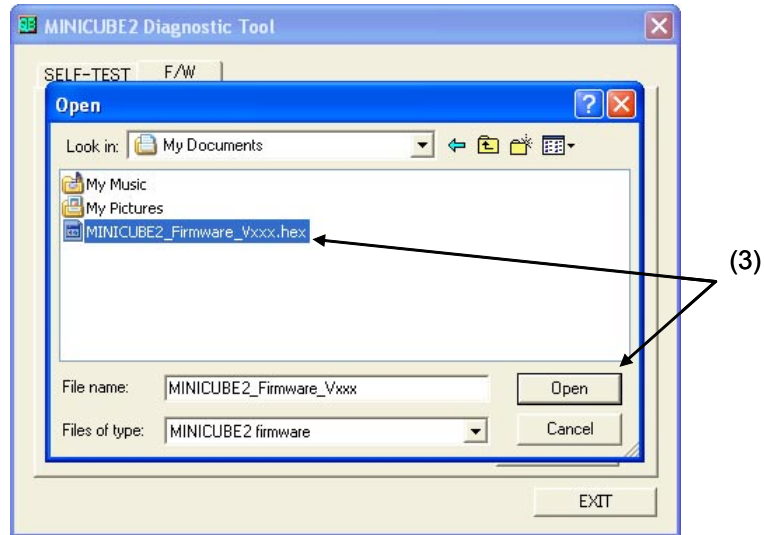 MINICUBE2 Diagnostic Tool
SELF-TEST F/W
Open
Look in: My Documents
My Music
My Pictures
MINICUBE2_Firmware_Vxxx.hex
(3)
File name: MINICUBE2_Firmware_Vxxx Open
Files of type: MINICUBE2 firmware Cancel
EXIT